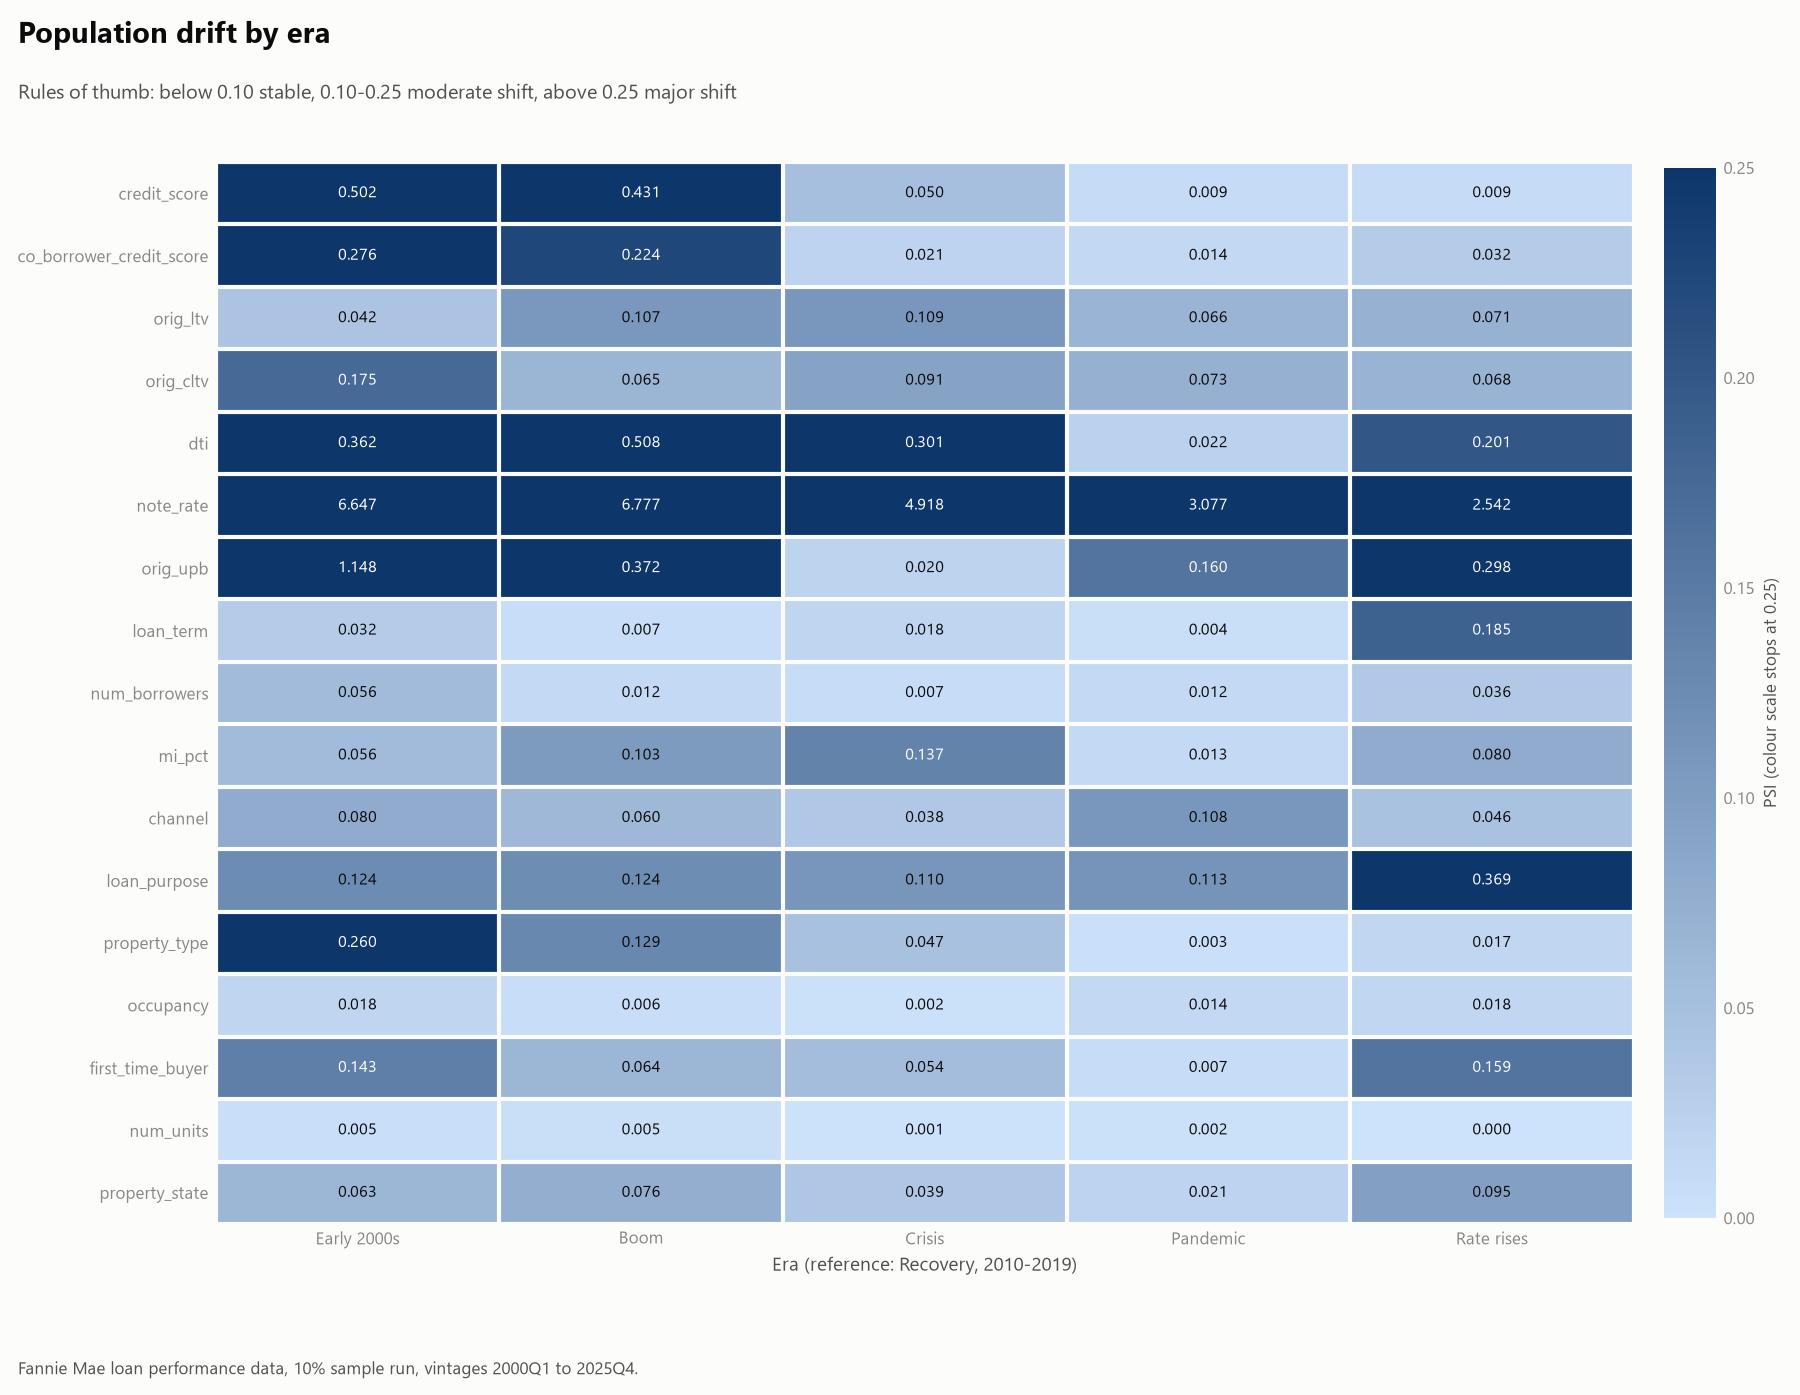 Population drift by era
Rules of thumb: below 0.10 stable, 0.10-0.25 moderate shift, above 0.25 major shift
credit_score 0.502 0.431 0.050 0.009 0.009
co_borrower_credit_score 0.276 0.224 0.021 0.014 0.032
orig_ltv 0.042 0.107 0.109 0.066 0.071
orig_cltv 0.175 0.065 0.091 0.073 0.068
dti 0.362 0.508 0.301 0.022 0.201
note_rate 6.647 6.777 4.918 3.077 2.542
orig_upb 1.148 0.372 0.020 0.160 0.298
loan_term 0.032 0.007 0.018 0.004 0.185
num_borrowers 0.056 0.012 0.007 0.012 0.036
mi_pct 0.056 0.103 0.137 0.013 0.080
channel 0.080 0.060 0.038 0.108 0.046
loan_purpose 0.124 0.124 0.110 0.113 0.369
property_type 0.260 0.129 0.047 0.003 0.017
occupancy 0.018 0.006 0.002 0.014 0.018
first_time_buyer 0.143 0.064 0.054 0.007 0.159
num_units 0.005 0.005 0.001 0.002 0.000
property_state 0.063 0.076 0.039 0.021 0.095
Early 2000s Boom Crisis Pandemic Rate rises
Era (reference: Recovery, 2010-2019)
0.25
0.20
0.15
0.10
0.05
0.00
PSI (colour scale stops at 0.25)
Fannie Mae loan performance data, 10% sample run, vintages 2000Q1 to 2025Q4.